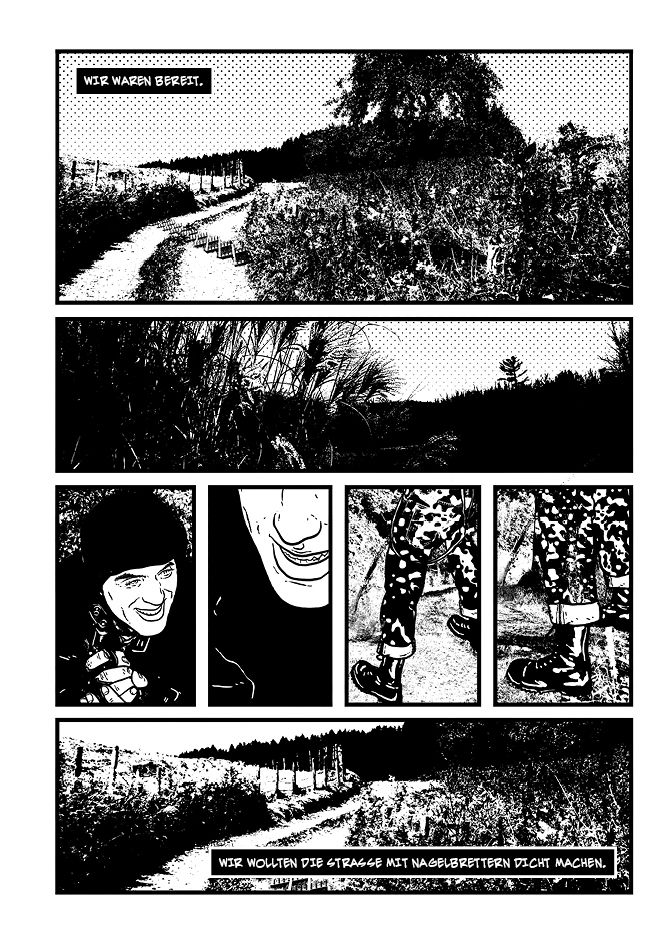 WIR WAREN BEREIT.
WIR WOLLTEN DIE STRASSE MIT NAGELBRETTERN DICHT MACHEN.